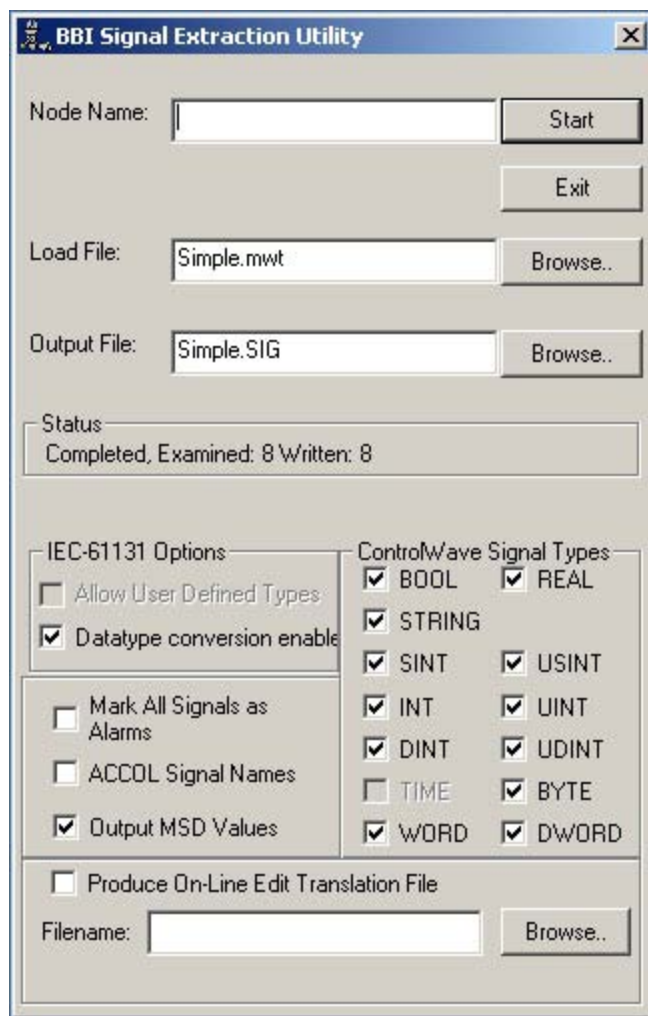 BBI Signal Extraction Utility
Node Name:
Start
Exit
Load File:
Simple.mwt
Browse..
Output File:
Simple.SIG
Browse..
Status
Completed, Examined: 8 Written: 8
IEC-61131 Options
Allow User Defined Types
Datatype conversion enable
ControlWave Signal Types
BOOL REAL
STRING
SINT USINT
INT UINT
DINT UDINT
TIME BYTE
WORD DWORD
Mark All Signals as
Alarms
ACCOL Signal Names
Output MSD Values
Produce On-Line Edit Translation File
Filename:
Browse..